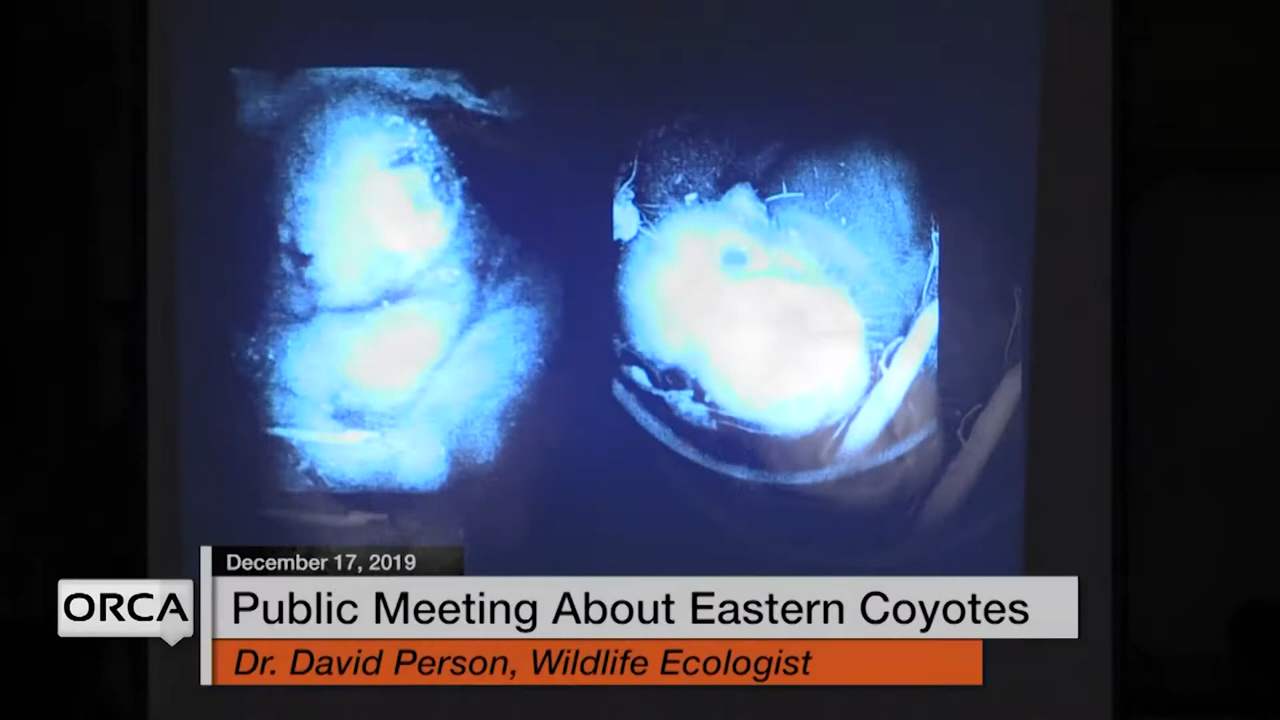 December 17, 2019
ORCA
Public Meeting About Eastern Coyotes
Dr. David Person, Wildlife Ecologist